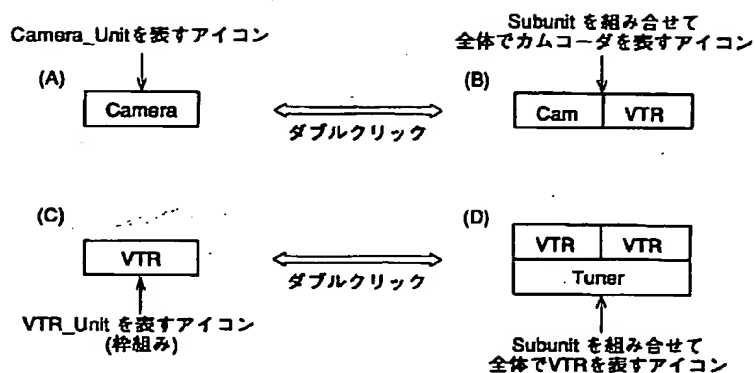 Camera_Unitを表すアイコン
Subunit を組み合せて
全体でカムコーダを表すアイコン
(A)
(B)
Camera
Cam
VTR
ダブルクリック
(C)
(D)
VTR
VTR
VTR
Tuner
ダブルクリック
VTR_Unit を表すアイコン
(枠組み)
Subunit を組み合せて
全体でVTRを表すアイコン